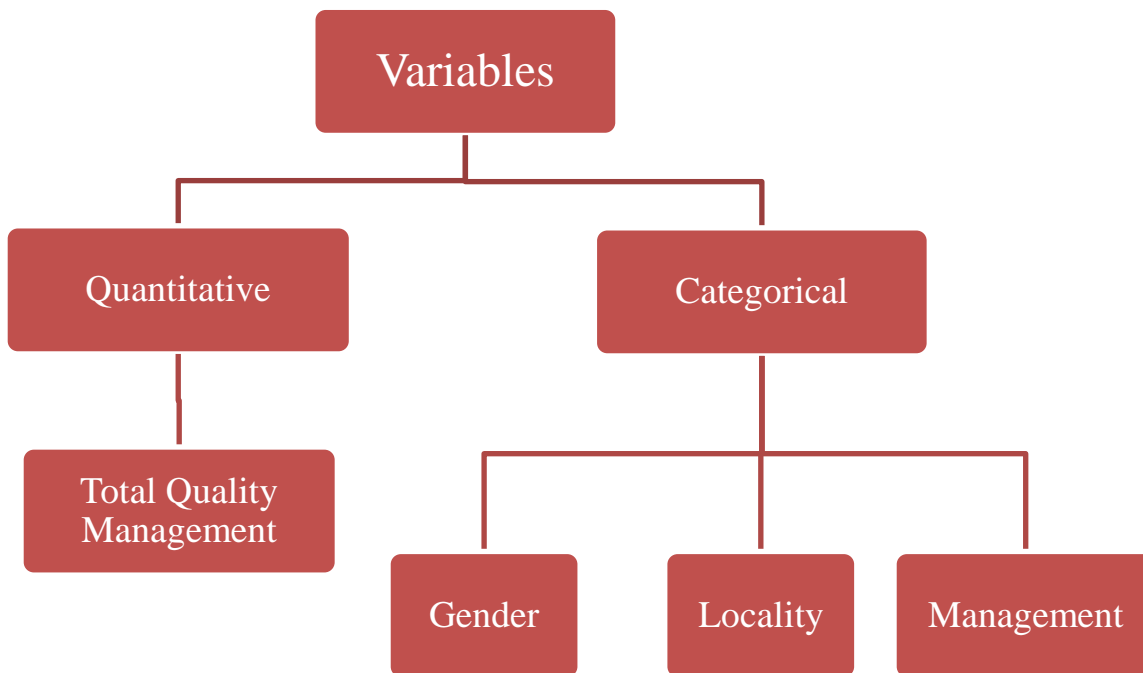 Variables
Quantitative
Categorical
Total Quality
Management
Gender
Locality
Management